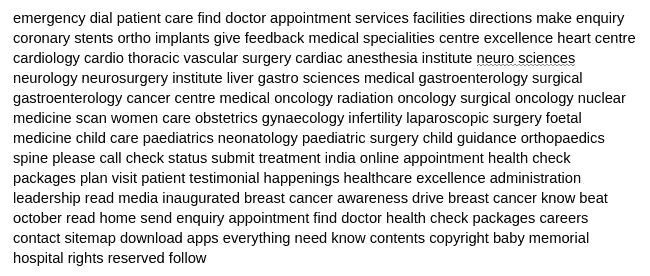 emergency dial patient care find doctor appointment services facilities directions make enquiry
coronary stents ortho implants give feedback medical specialities centre excellence heart centre
cardiology cardio thoracic vascular surgery cardiac anesthesia institute neuro sciences
neurology neurosurgery institute liver gastro sciences medical gastroenterology surgical
gastroenterology cancer centre medical oncology radiation oncology surgical oncology nuclear
medicine scan women care obstetrics gynaecology infertility laparoscopic surgery foetal
medicine child care paediatrics neonatology paediatric surgery child guidance orthopaedics
spine please call check status submit treatment india online appointment health check
packages plan visit patient testimonial happenings healthcare excellence administration
leadership read media inaugurated breast cancer awareness drive breast cancer know beat
october read home send enquiry appointment find doctor health check packages careers
contact sitemap download apps everything need know contents copyright baby memorial
hospital rights reserved follow